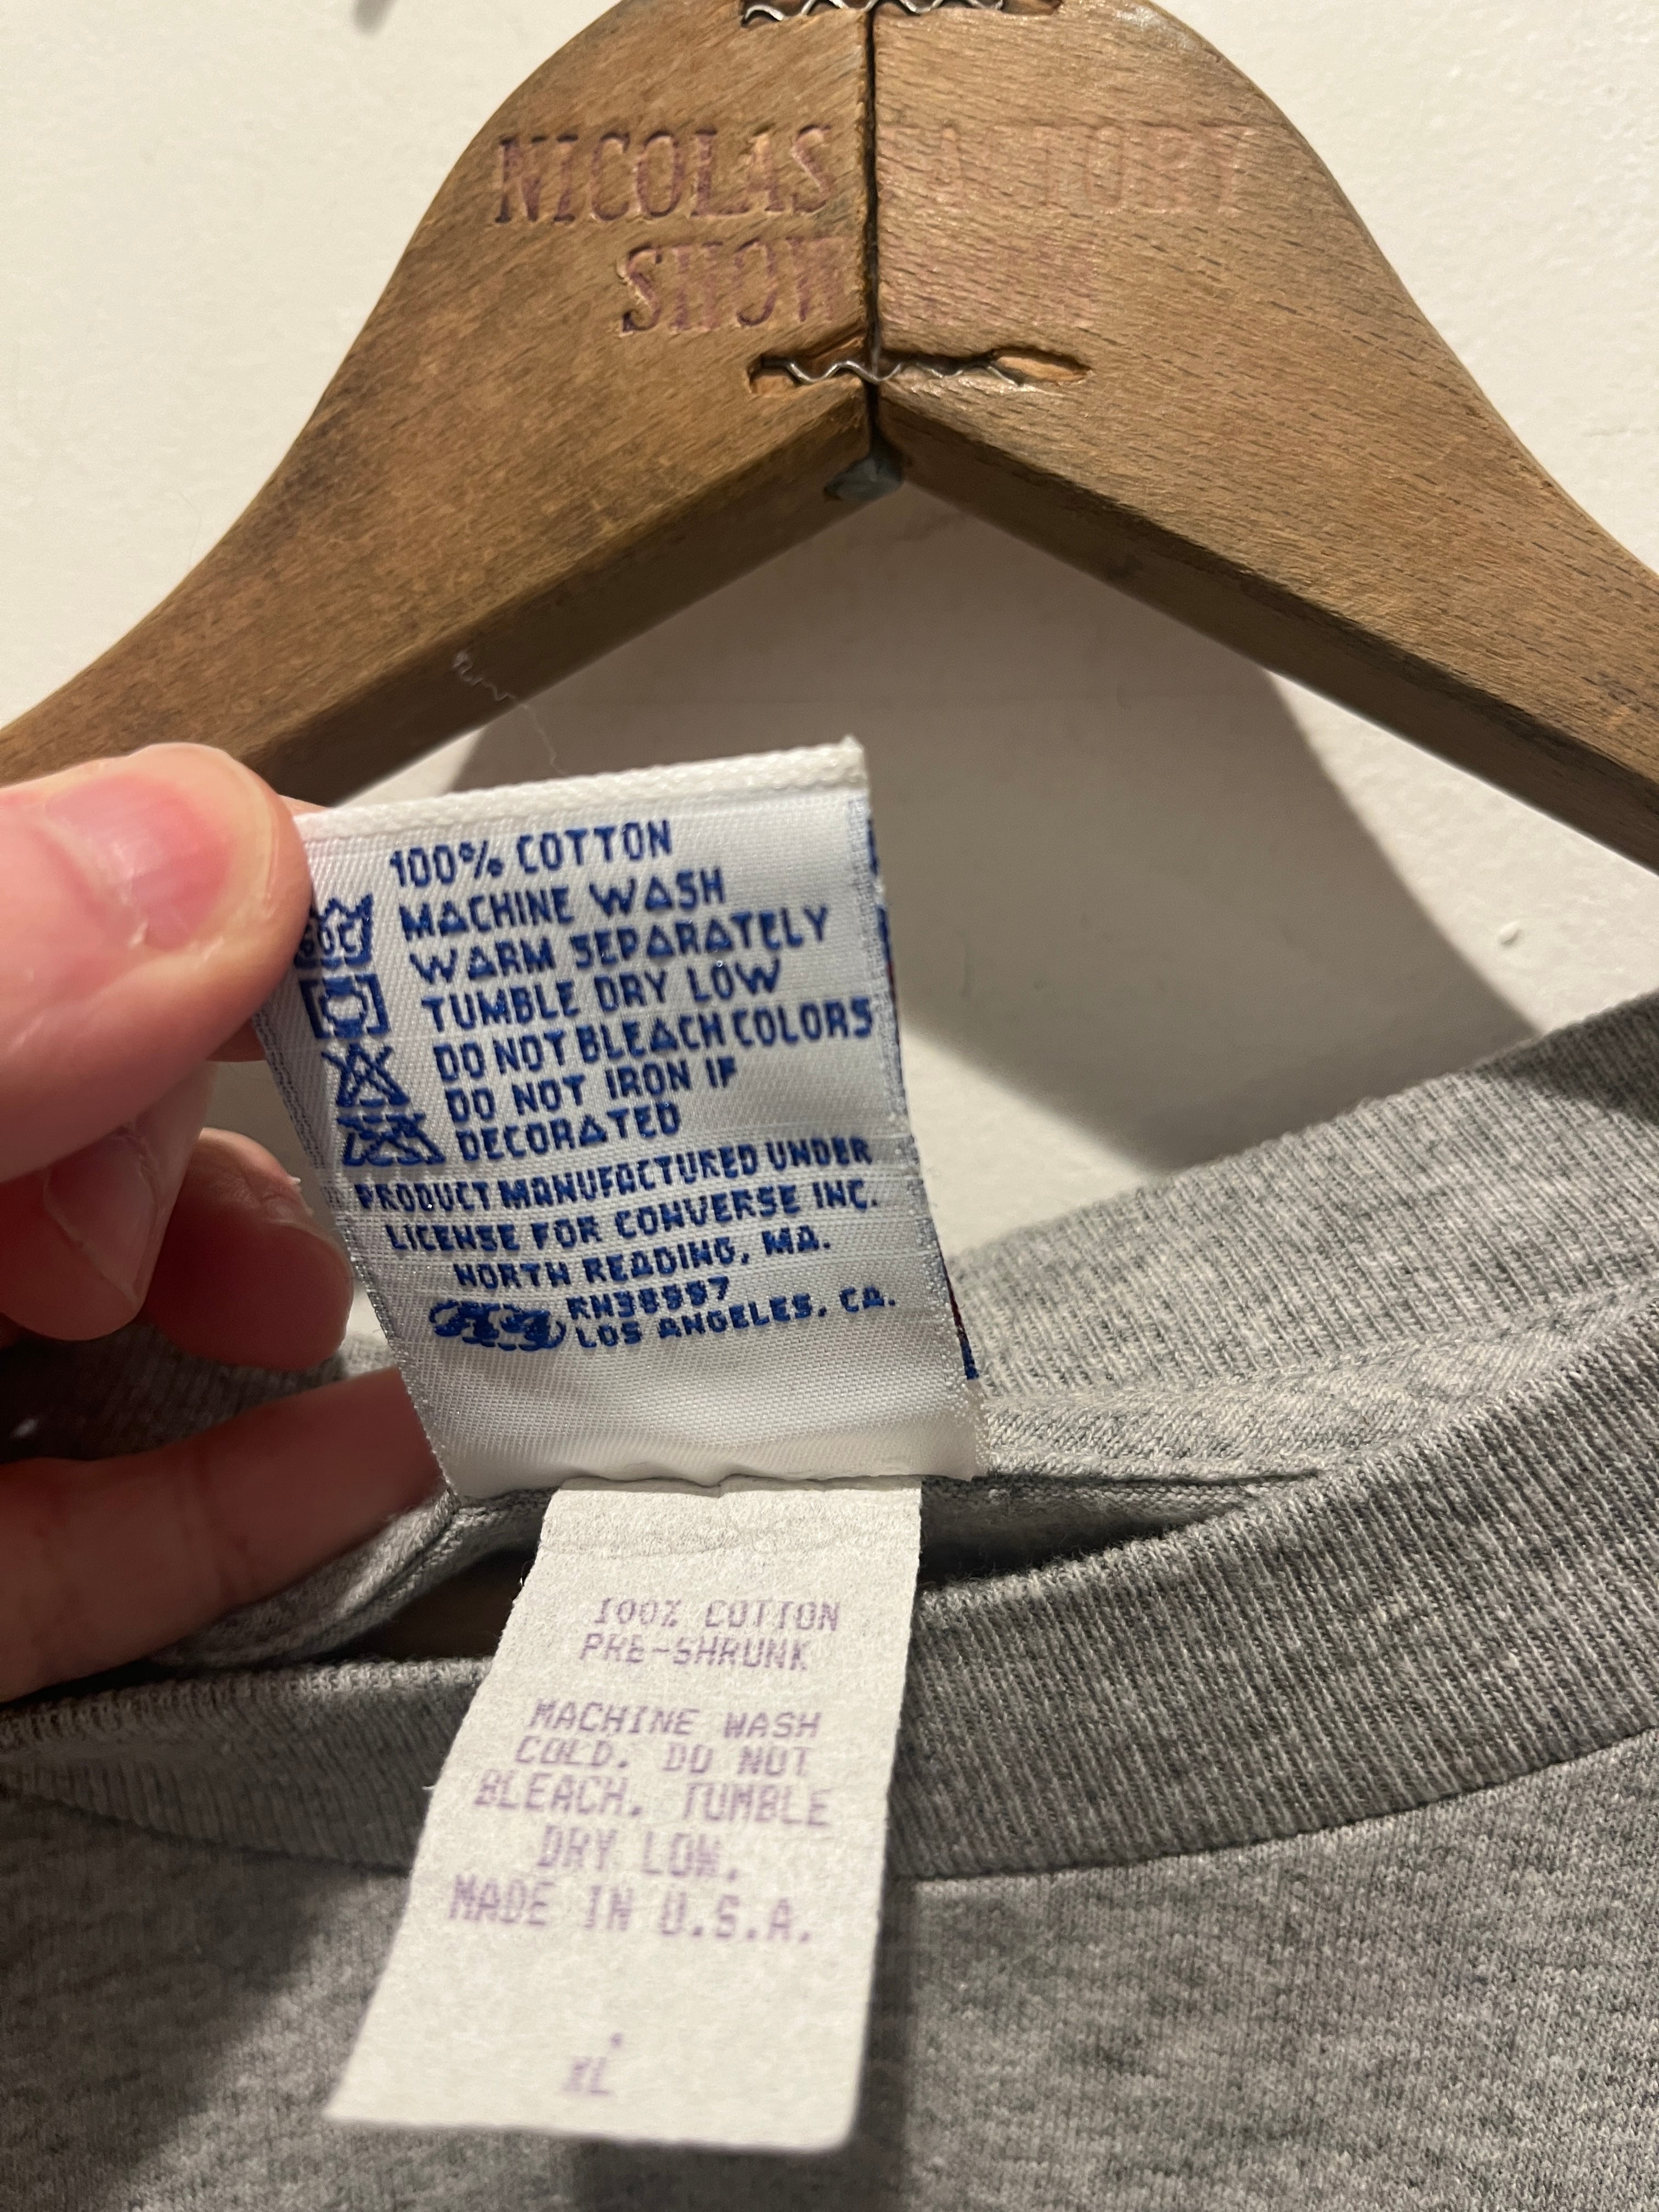 NICOLAS FACTORY
SHOW ROOM
100% COTTON
MACHINE WASH
WARM SEPARATELY
TUMBLE DRY LOW
DO NOT BLEACH COLORS
DO NOT IRON IF
DECORATED
PRODUCT MANUFACTURED UNDER
LICENSE FOR CONVERSE INC.
NORTH READING, MA.
LOS ANGELES, CA.
100% COTTON
PRE-SHRUNK
MACHINE WASH
COLD. DO NOT
BLEACH. TUMBLE
DRY LOW.
MADE IN U.S.A.
XL